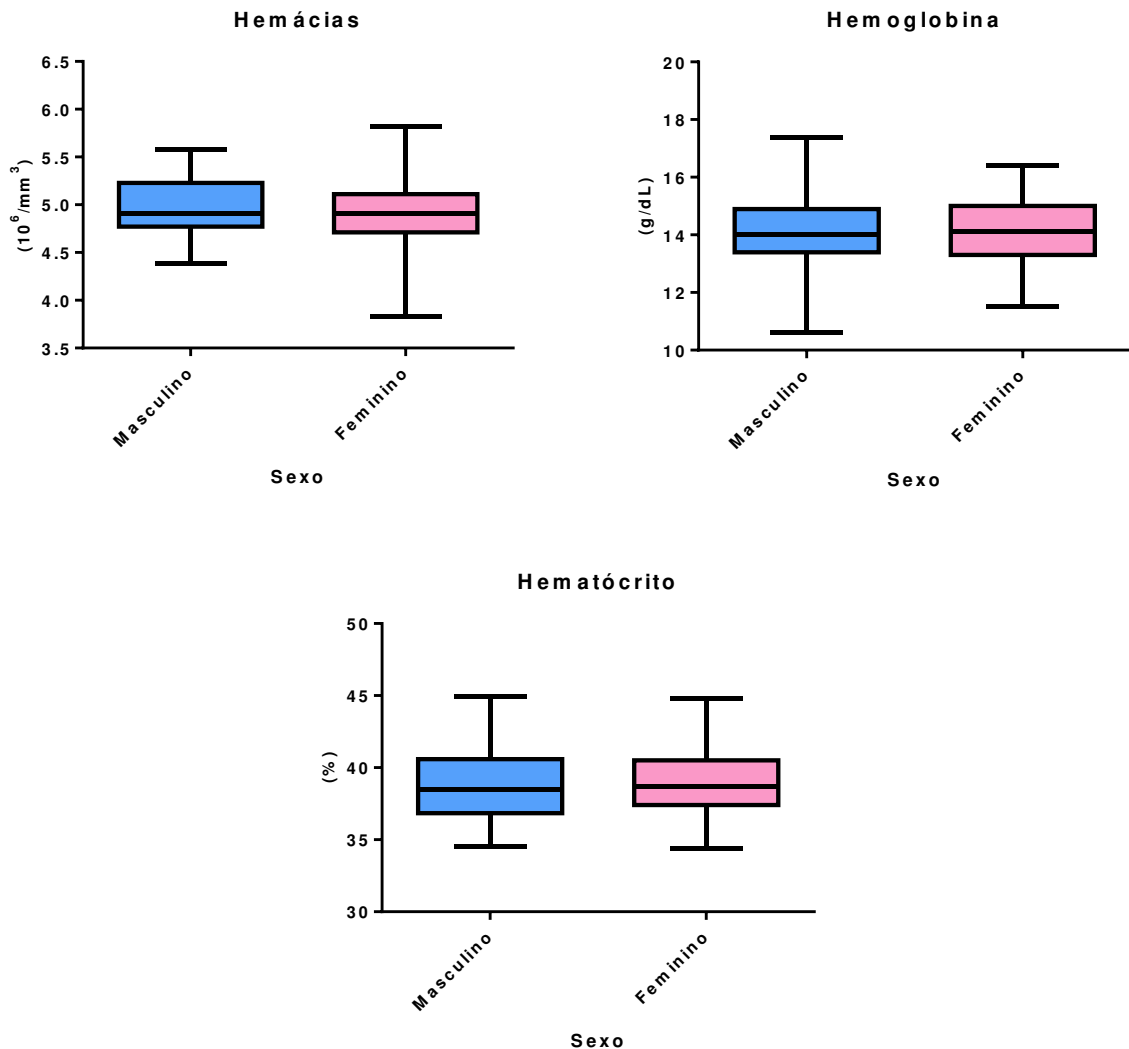 Hemácias
6.5
6.0
5.5
5.0
4.5
4.0
3.5
(10⁶/mm³)
Masculino
Feminino
Sexo
Hemoglobina
20
18
16
14
12
10
(g/dL)
Masculino
Feminino
Sexo
Hematócrito
50
45
40
35
30
(%)
Masculino
Feminino
Sexo